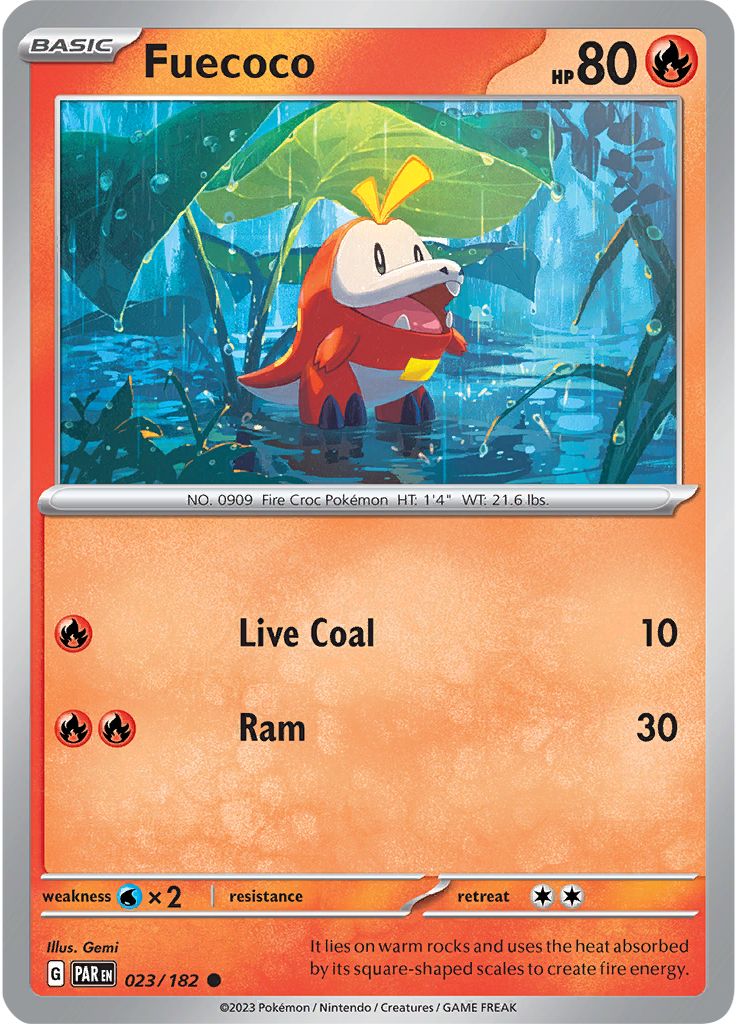 BASIC Fuecoco HP 80
NO. 0909 Fire Croc Pokémon HT: 1'4" WT: 21.6 lbs.
Live Coal 10
Ram 30
weakness ×2 resistance retreat
Illus. Gemi
G PAR EN 023/182
It lies on warm rocks and uses the heat absorbed
by its square-shaped scales to create fire energy.
©2023 Pokémon / Nintendo / Creatures / GAME FREAK